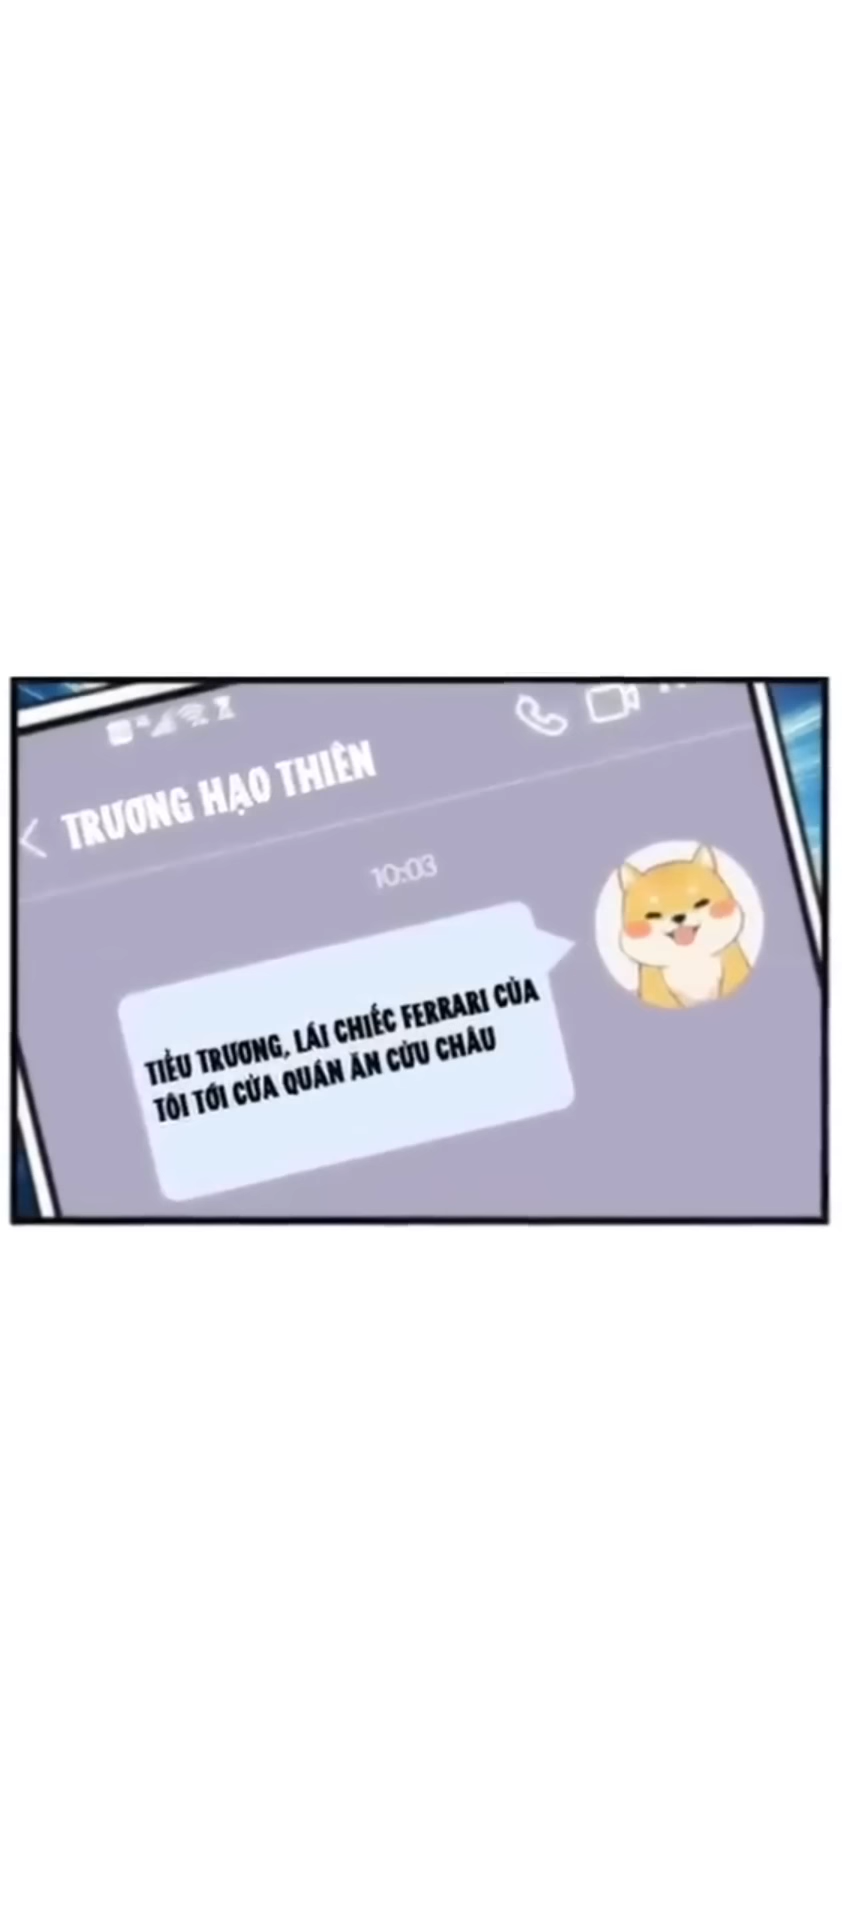 TRƯƠNG HẠO THIÊN
10:03
TIỂU TRƯƠNG, LÁI CHIẾC FERRARI CỦA
TÔI TỚI CỬA QUÁN ĂN CỬU CHÂU